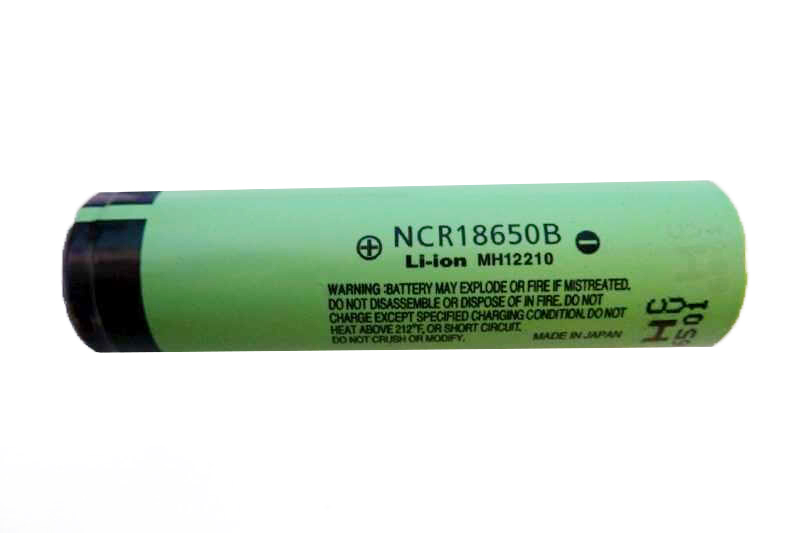 ⊕ NCR18650B ⊖
Li-ion MH12210
WARNING :BATTERY MAY EXPLODE OR FIRE IF MISTREATED.
DO NOT DISASSEMBLE OR DISPOSE OF IN FIRE. DO NOT
CHARGE EXCEPT SPECIFIED CHARGING CONDITION. DO NOT
HEAT ABOVE 212°F, OR SHORT CIRCUIT.
DO NOT CRUSH OR MODIFY.
MADE IN JAPAN